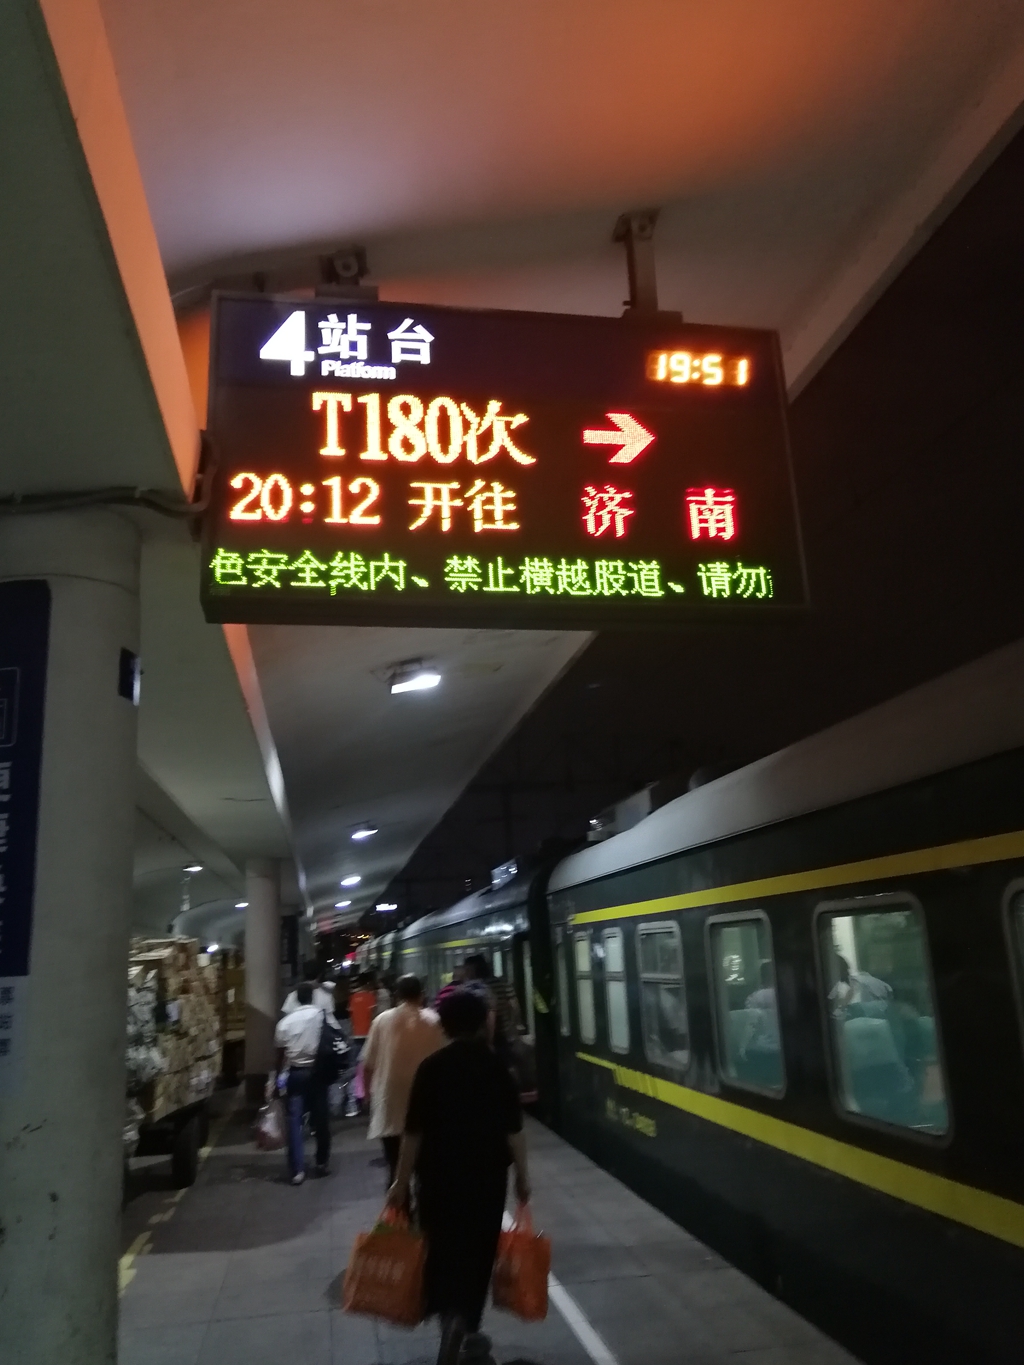 4站台
Platform
19:51
T180次 →
20:12 开往 济南
色安全线内、禁止横越股道、请勿